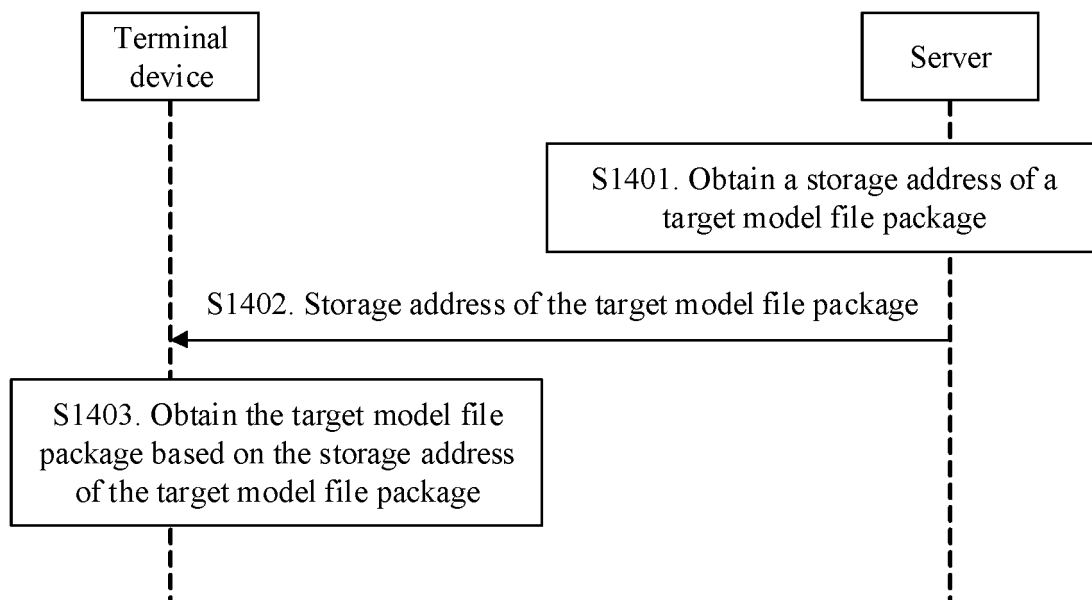 Terminal
device
Server
S1401. Obtain a storage address of a
target model file package
S1402. Storage address of the target model file package
S1403. Obtain the target model file
package based on the storage address
of the target model file package